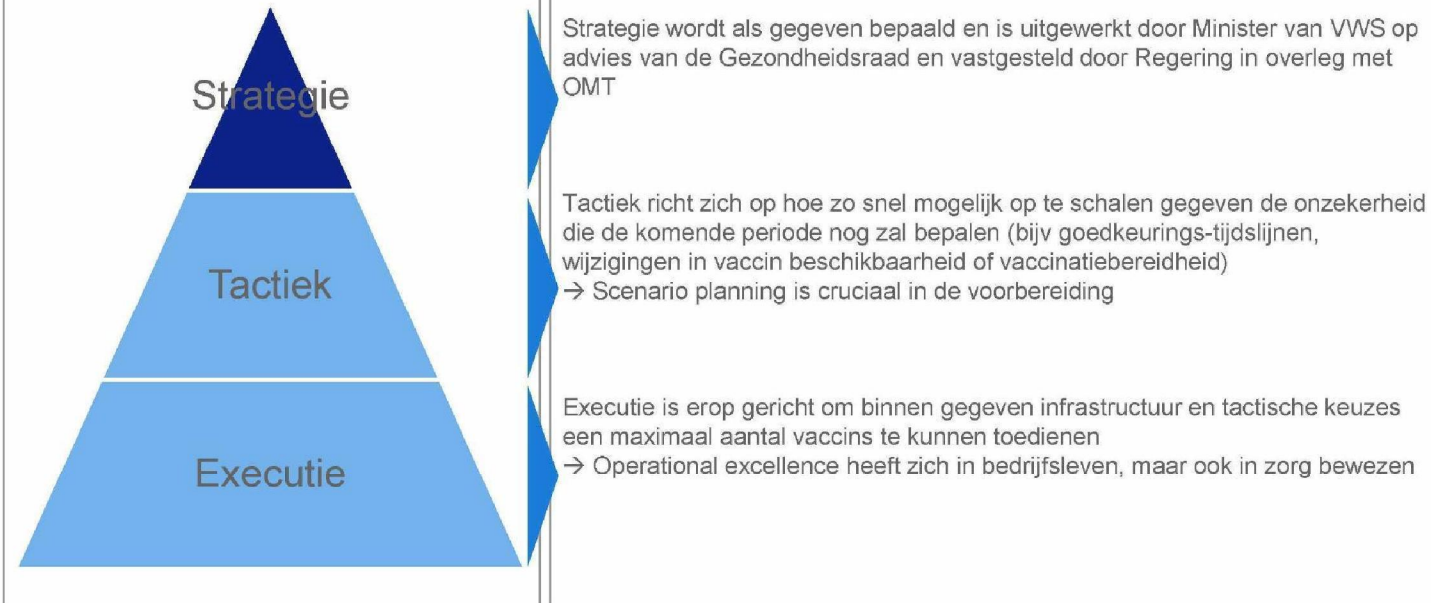 Strategie
Strategie wordt als gegeven bepaald en is uitgewerkt door Minister van VWS op
advies van de Gezondheidsraad en vastgesteld door Regering in overleg met
OMT
Tactiek
Tactiek richt zich op hoe zo snel mogelijk op te schalen gegeven de onzekerheid
die de komende periode nog zal bepalen (bijv goedkeurings-tijdslijnen,
wijzigingen in vaccin beschikbaarheid of vaccinatiebereidheid)
→ Scenario planning is cruciaal in de voorbereiding
Executie
Executie is erop gericht om binnen gegeven infrastructuur en tactische keuzes
een maximaal aantal vaccins te kunnen toedienen
→ Operational excellence heeft zich in bedrijfsleven, maar ook in zorg bewezen